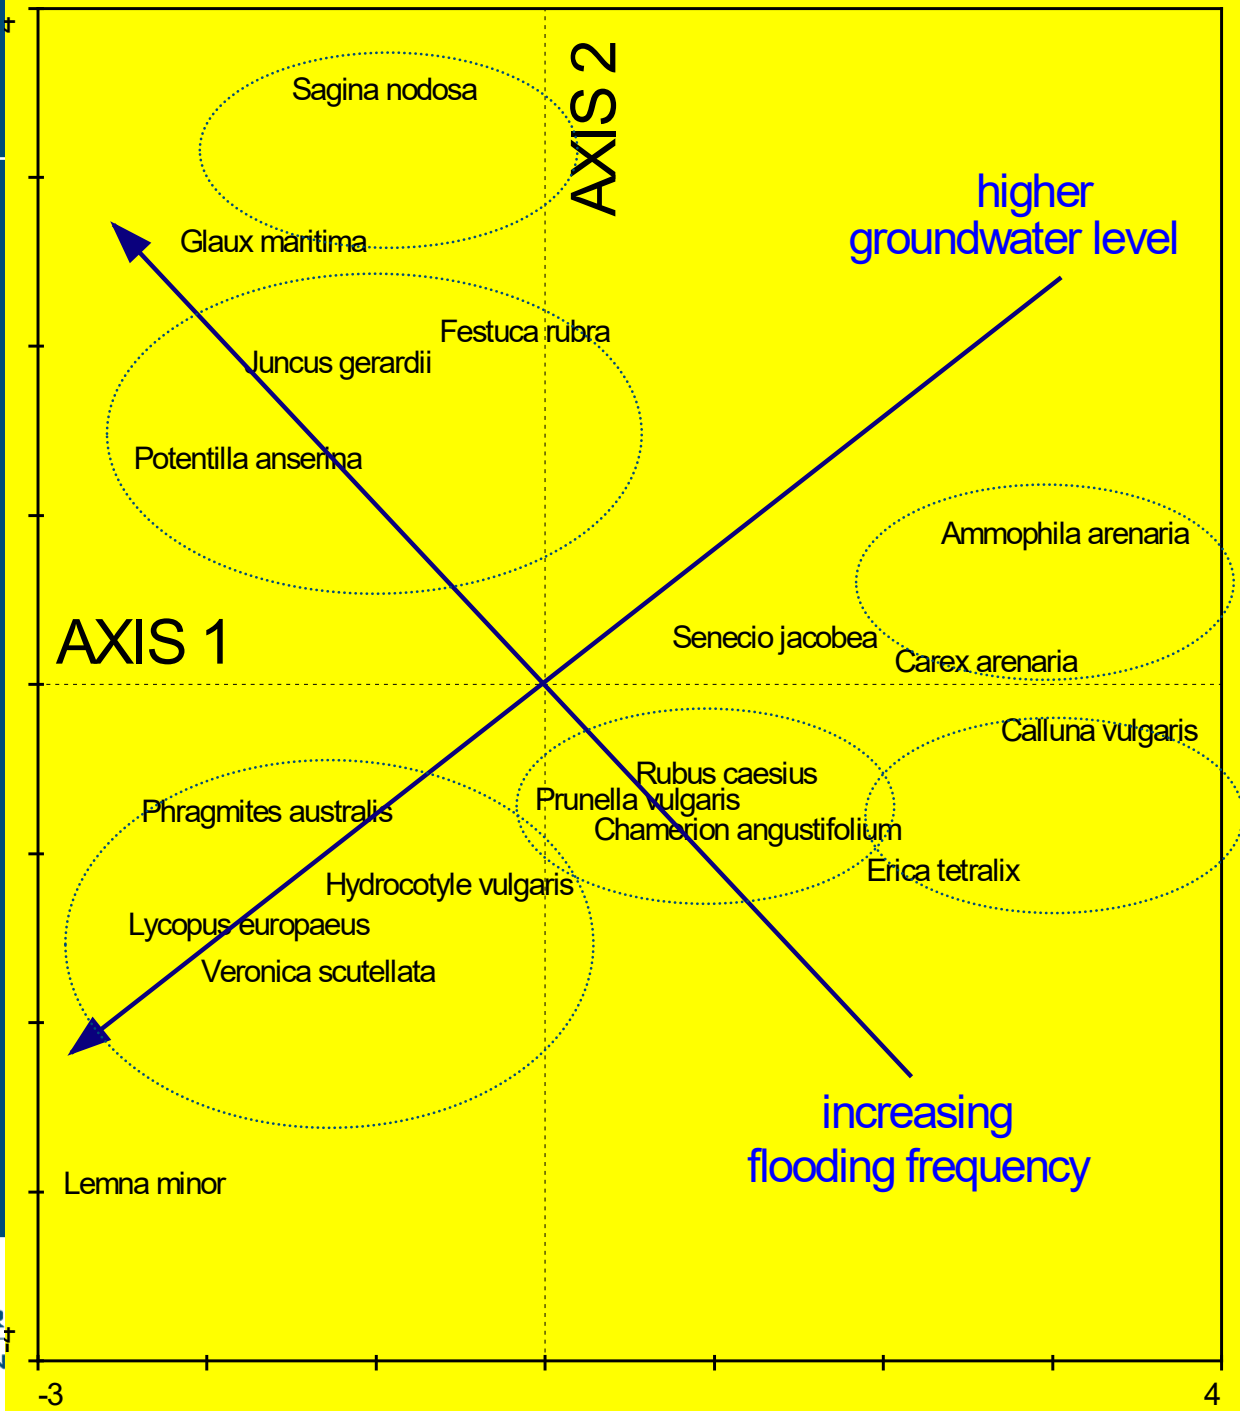 4
Sagina nodosa
AXIS 2
higher
groundwater level
Glaux maritima
Festuca rubra
Juncus gerardii
Potentilla anserina
Ammophila arenaria
AXIS 1
Senecio jacobea
Carex arenaria
Calluna vulgaris
Rubus caesius
Prunella vulgaris
Phragmites australis
Chamerion angustifolium
Erica tetralix
Hydrocotyle vulgaris
Lycopus europaeus
Veronica scutellata
increasing
flooding frequency
Lemna minor
-4
-3
4